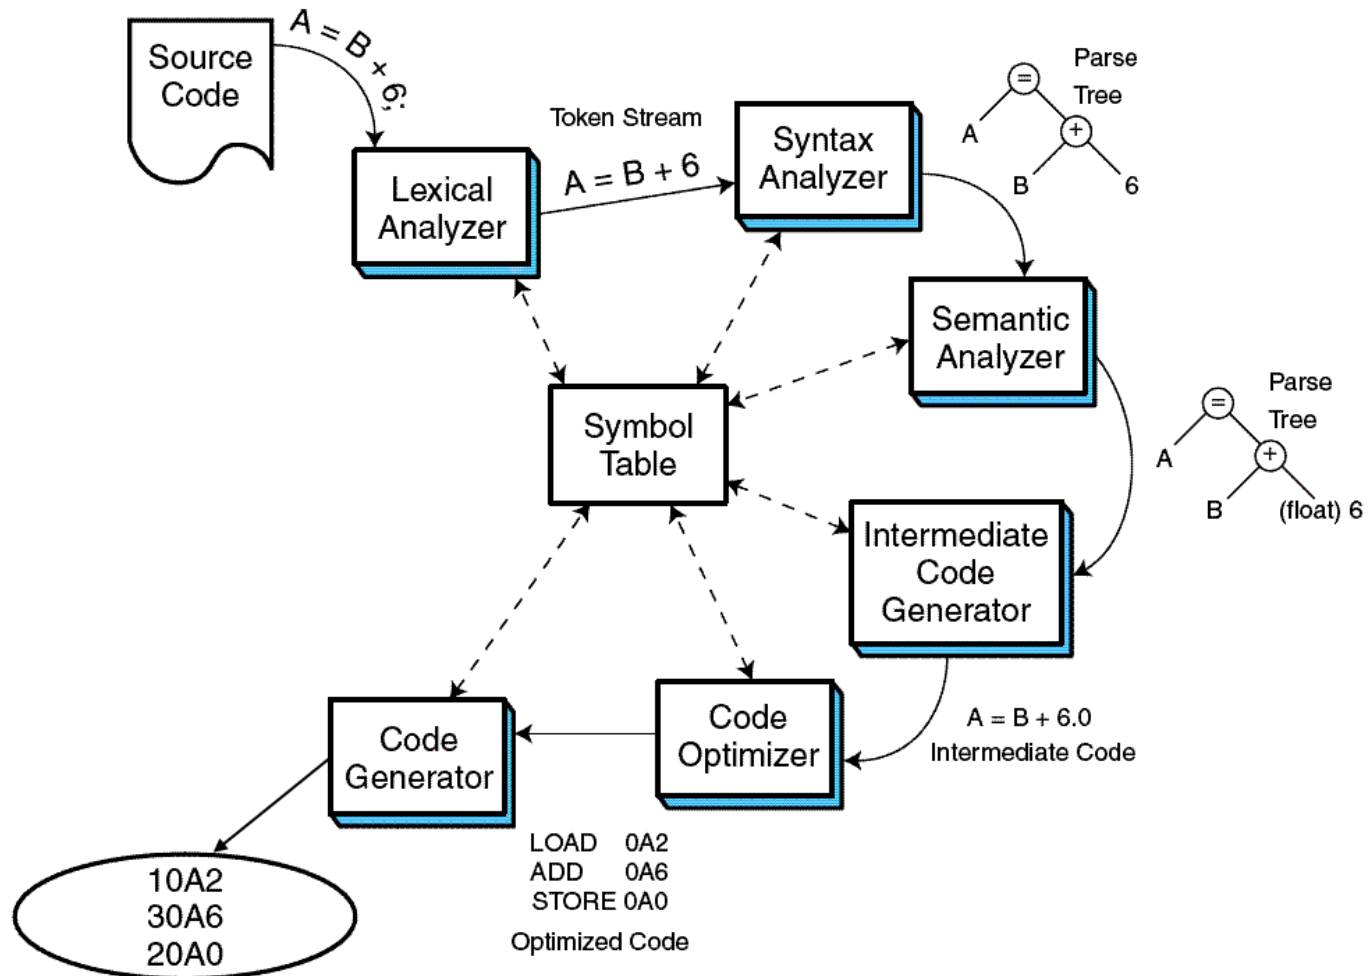 Source
Code
A = B + 6;
Lexical
Analyzer
Token Stream
A = B + 6
Syntax
Analyzer
Parse
Tree
=
A
+
B
6
Semantic
Analyzer
Parse
Tree
=
A
+
B
(float) 6
Symbol
Table
Intermediate
Code
Generator
A = B + 6.0
Intermediate Code
Code
Optimizer
LOAD 0A2
ADD 0A6
STORE 0A0
Optimized Code
Code
Generator
10A2
30A6
20A0